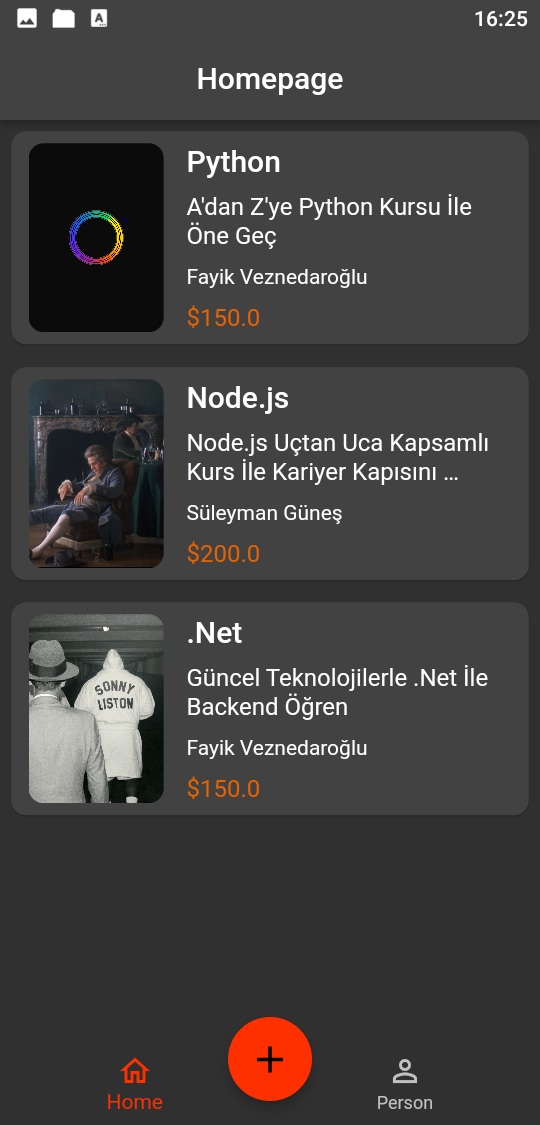 16:25
Homepage
Python
A'dan Z'ye Python Kursu İle
Öne Geç
Fayik Veznedaroğlu
$150.0
Node.js
Node.js Uçtan Uca Kapsamlı
Kurs İle Kariyer Kapısını ...
Süleyman Güneş
$200.0
SONNY
LISTON
.Net
Güncel Teknolojilerle .Net İle
Backend Öğren
Fayik Veznedaroğlu
$150.0
Home
Person